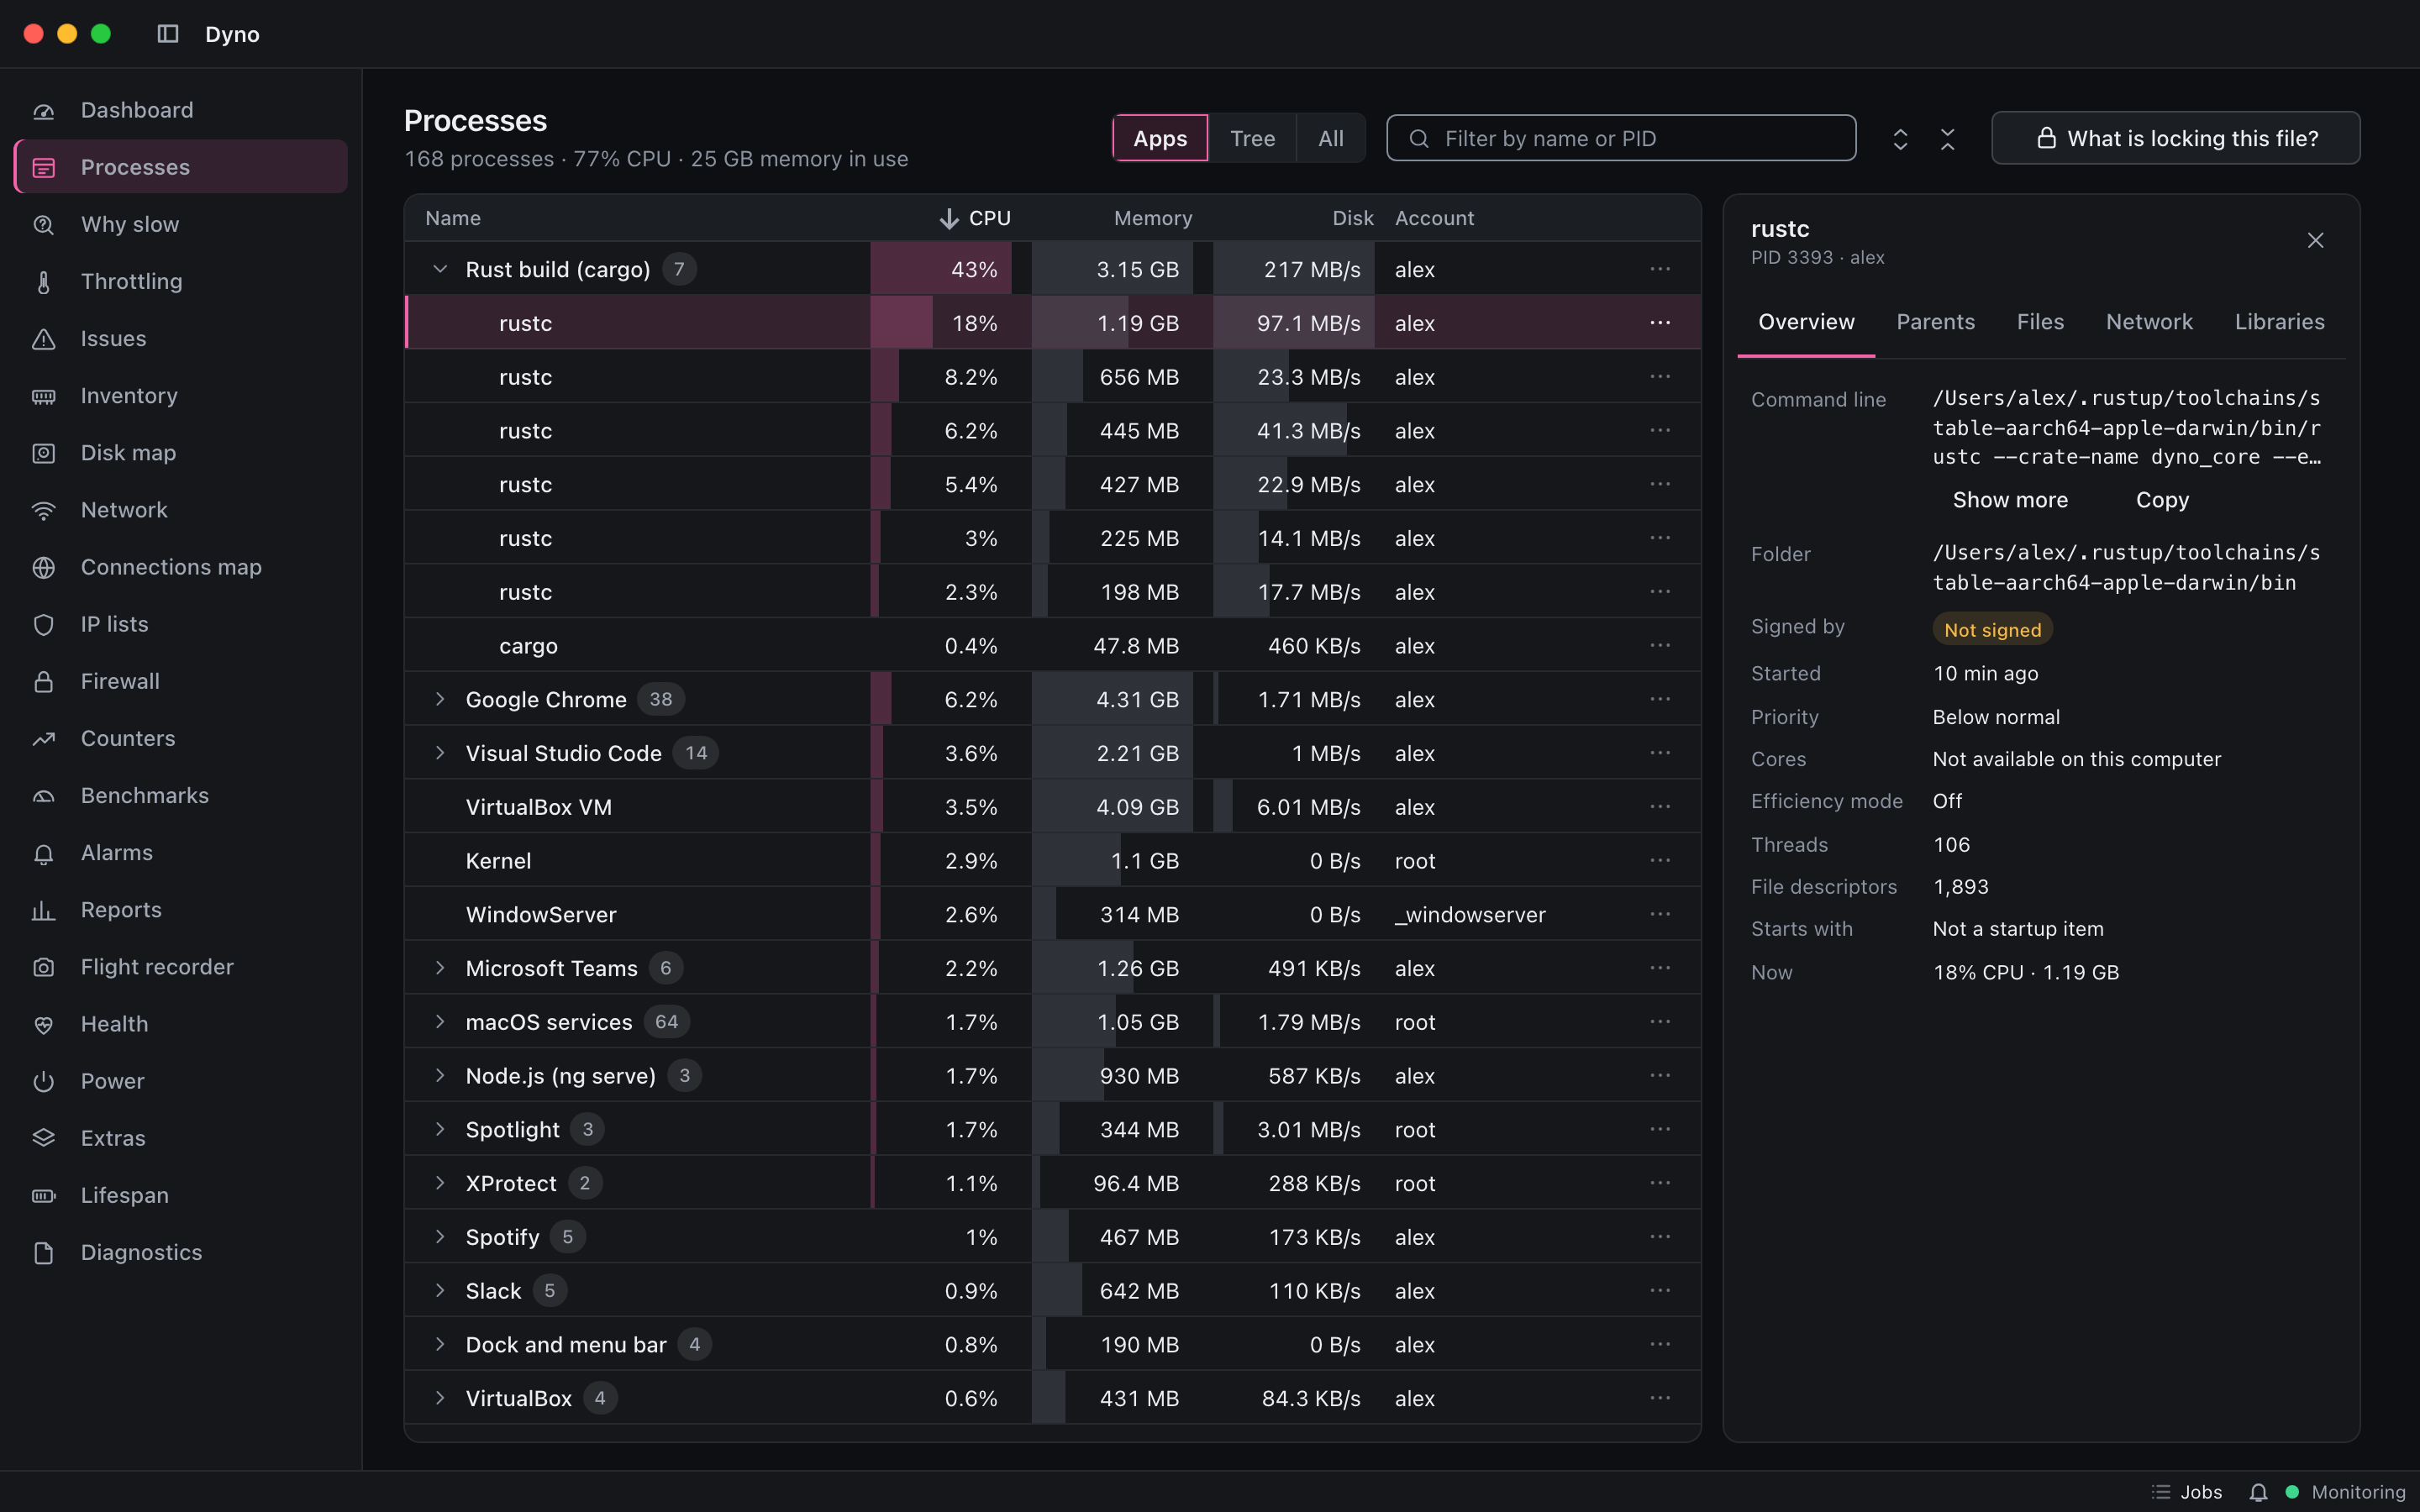 Dyno
Dashboard
Processes
Why slow
Throttling
Issues
Inventory
Disk map
Network
Connections map
IP lists
Firewall
Counters
Benchmarks
Alarms
Reports
Flight recorder
Health
Power
Extras
Lifespan
Diagnostics
Processes
168 processes · 77% CPU · 25 GB memory in use
Apps Tree All
Filter by name or PID
What is locking this file?
Name CPU Memory Disk Account
Rust build (cargo) 7 43% 3.15 GB 217 MB/s alex ···
rustc 18% 1.19 GB 97.1 MB/s alex ···
rustc 8.2% 656 MB 23.3 MB/s alex ···
rustc 6.2% 445 MB 41.3 MB/s alex ···
rustc 5.4% 427 MB 22.9 MB/s alex ···
rustc 3% 225 MB 14.1 MB/s alex ···
rustc 2.3% 198 MB 17.7 MB/s alex ···
cargo 0.4% 47.8 MB 460 KB/s alex ···
Google Chrome 38 6.2% 4.31 GB 1.71 MB/s alex ···
Visual Studio Code 14 3.6% 2.21 GB 1 MB/s alex ···
VirtualBox VM 3.5% 4.09 GB 6.01 MB/s alex ···
Kernel 2.9% 1.1 GB 0 B/s root ···
WindowServer 2.6% 314 MB 0 B/s _windowserver ···
Microsoft Teams 6 2.2% 1.26 GB 491 KB/s alex ···
macOS services 64 1.7% 1.05 GB 1.79 MB/s root ···
Node.js (ng serve) 3 1.7% 930 MB 587 KB/s alex ···
Spotlight 3 1.7% 344 MB 3.01 MB/s root ···
XProtect 2 1.1% 96.4 MB 288 KB/s root ···
Spotify 5 1% 467 MB 173 KB/s alex ···
Slack 5 0.9% 642 MB 110 KB/s alex ···
Dock and menu bar 4 0.8% 190 MB 0 B/s alex ···
VirtualBox 4 0.6% 431 MB 84.3 KB/s alex ···
rustc
PID 3393 · alex
Overview Parents Files Network Libraries
Command line /Users/alex/.rustup/toolchains/s
table-aarch64-apple-darwin/bin/r
ustc --crate-name dyno_core --e…
Show more Copy
Folder /Users/alex/.rustup/toolchains/s
table-aarch64-apple-darwin/bin
Signed by Not signed
Started 10 min ago
Priority Below normal
Cores Not available on this computer
Efficiency mode Off
Threads 106
File descriptors 1,893
Starts with Not a startup item
Now 18% CPU · 1.19 GB
Jobs Monitoring